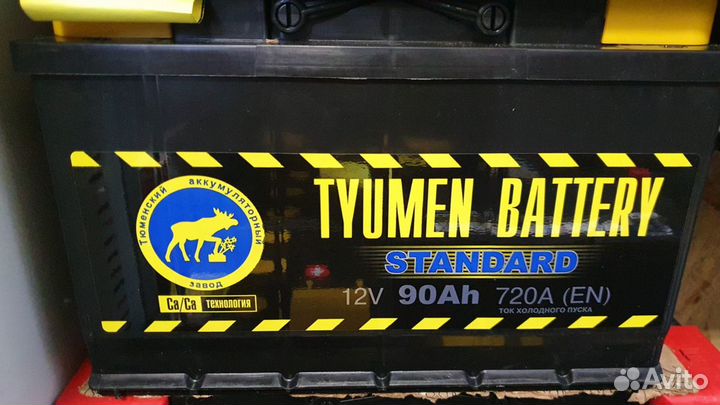 Тюменский аккумуляторный
завод
Ca/Ca технология
TYUMEN BATTERY
STANDARD
12V 90Ah 720A (EN)
ТОК ХОЛОДНОГО ПУСКА
Avito